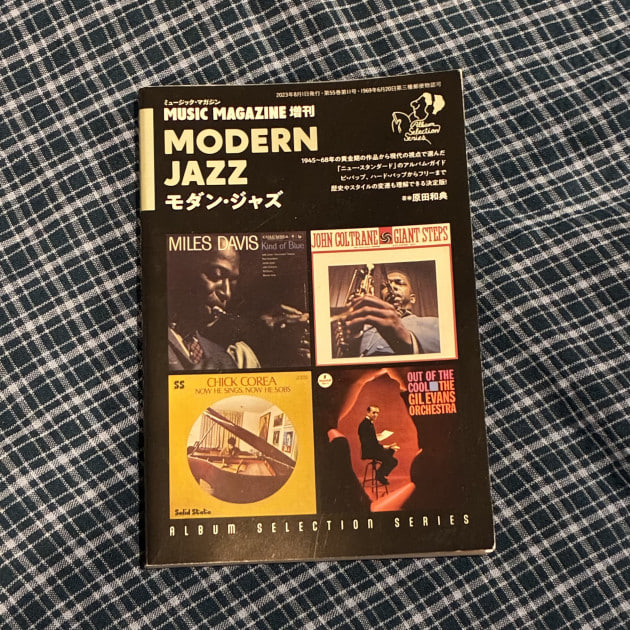 2023年8月1日発行・第55巻第11号・1969年6月20日第三種郵便物認可
ミュージック・マガジン
MUSIC MAGAZINE 増刊
MODERN
JAZZ
モダン・ジャズ
Album
Selection
Series
1945〜68年の黄金期の作品から現代の視点で選んだ
「ニュー・スタンダード」のアルバム・ガイド
ビ・バップ、ハード・バップからフリーまで
歴史やスタイルの変遷も理解できる決定版!
著者 原田和典
MILES DAVIS
COLUMBIA
Kind of Blue
JOHN COLTRANE GIANT STEPS
SS
CHICK COREA
NOW HE SINGS, NOW HE SOBS
Solid State
OUT OF THE
COOL THE
GIL EVANS
ORCHESTRA
ALBUM SELECTION SERIES